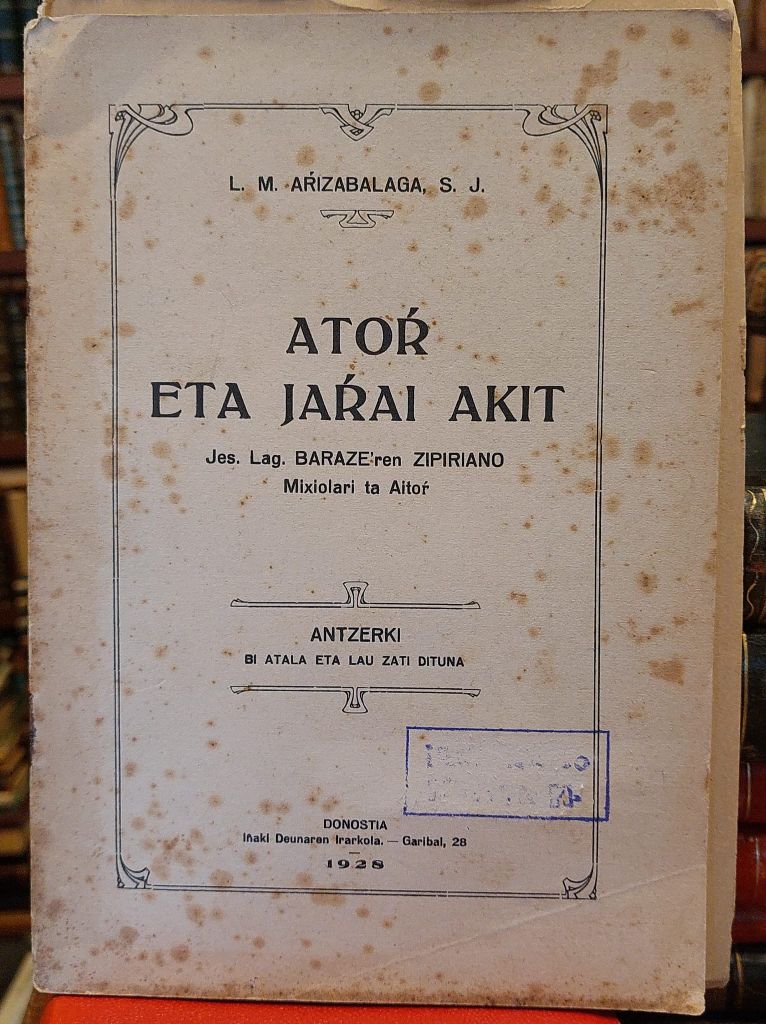 L. M. AŔIZABALAGA, S. J.
ATOŔ
ETA JAŔAI AKIT
Jes. Lag. BARAZE'ren ZIPIRIANO
Mixiolari ta Aitoŕ
ANTZERKI
BI ATALA ETA LAU ZATI DITUNA
DONOSTIA
Iñaki Deunaren Irarkola. — Garibal, 28
1928